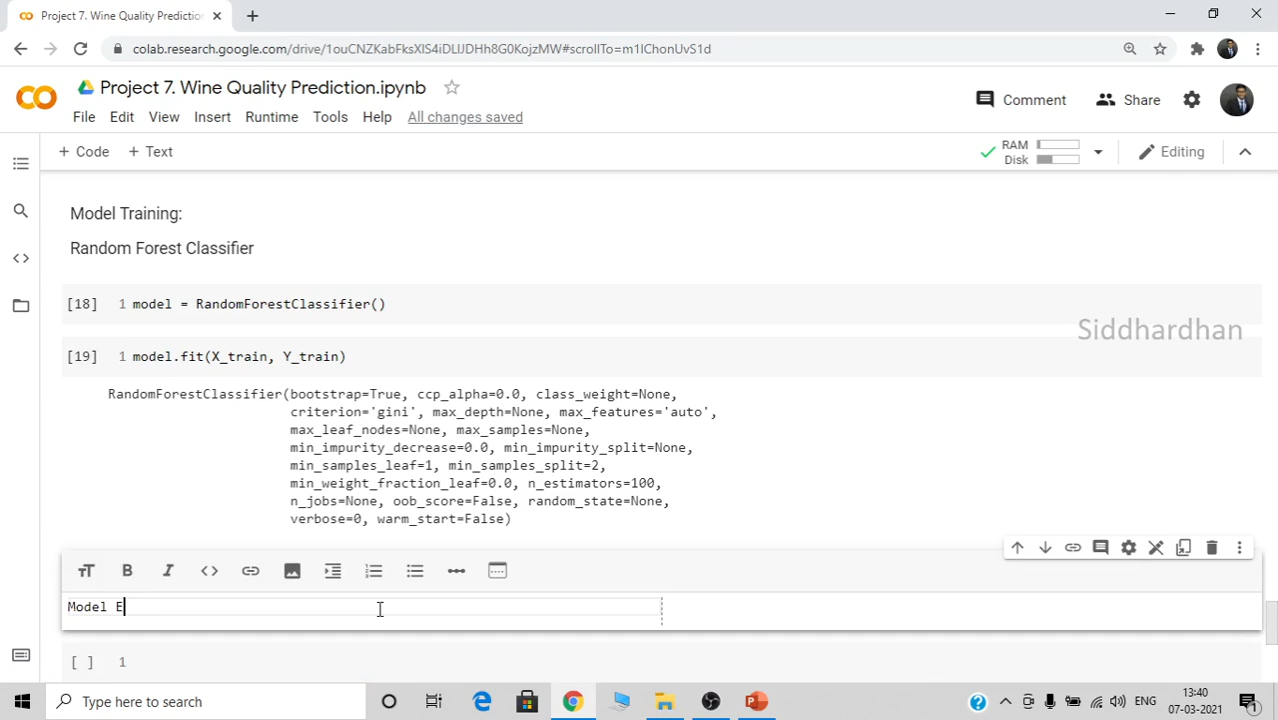 Project 7. Wine Quality Predictio
colab.research.google.com/drive/1ouCNZKabFksXlS4iDLlJDHh8G0KojzMW#scrollTo=m1IChonUvS1d
Project 7. Wine Quality Prediction.ipynb
File Edit View Insert Runtime Tools Help All changes saved
Comment Share
+ Code + Text
RAM
Disk
Editing
Model Training:
Random Forest Classifier
[18] 1 model = RandomForestClassifier()
Siddhardhan
[19] 1 model.fit(X_train, Y_train)
RandomForestClassifier(bootstrap=True, ccp_alpha=0.0, class_weight=None,
criterion='gini', max_depth=None, max_features='auto',
max_leaf_nodes=None, max_samples=None,
min_impurity_decrease=0.0, min_impurity_split=None,
min_samples_leaf=1, min_samples_split=2,
min_weight_fraction_leaf=0.0, n_estimators=100,
n_jobs=None, oob_score=False, random_state=None,
verbose=0, warm_start=False)
Model E
[ ] 1
Type here to search
ENG
13:40
07-03-2021
1